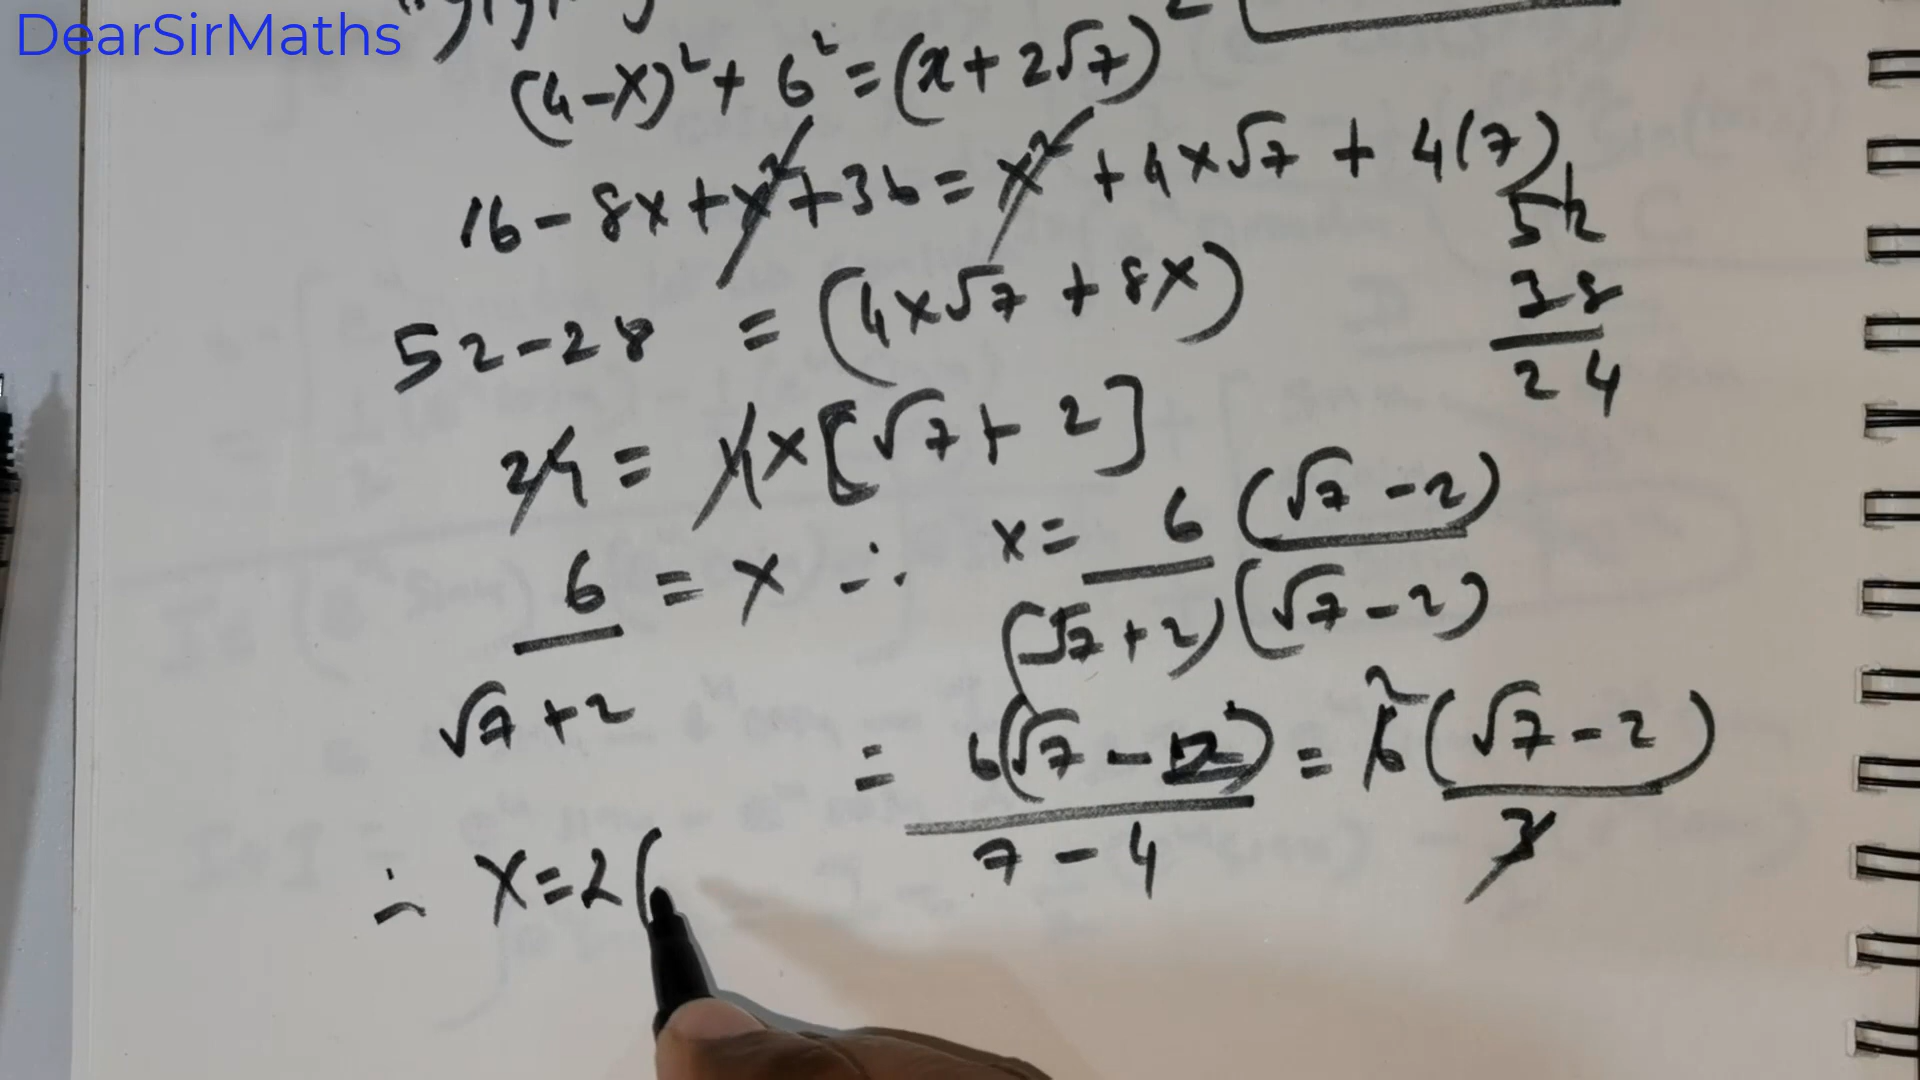 DearSirMaths
(4-x)² + 6² = (x + 2√7)²
16 - 8x + x² + 36 = x² + 4x√7 + 4(7)
52
28
24
52 - 28 = (4x√7 + 8x)
24 = 4x[√7 + 2]
6/(√7 + 2) = x ∴ x = 6(√7 - 2)/(√7 + 2)(√7 - 2)
= 6(√7 - 2)/(7 - 4) = 6² (√7 - 2)/3
∴ x = 2(